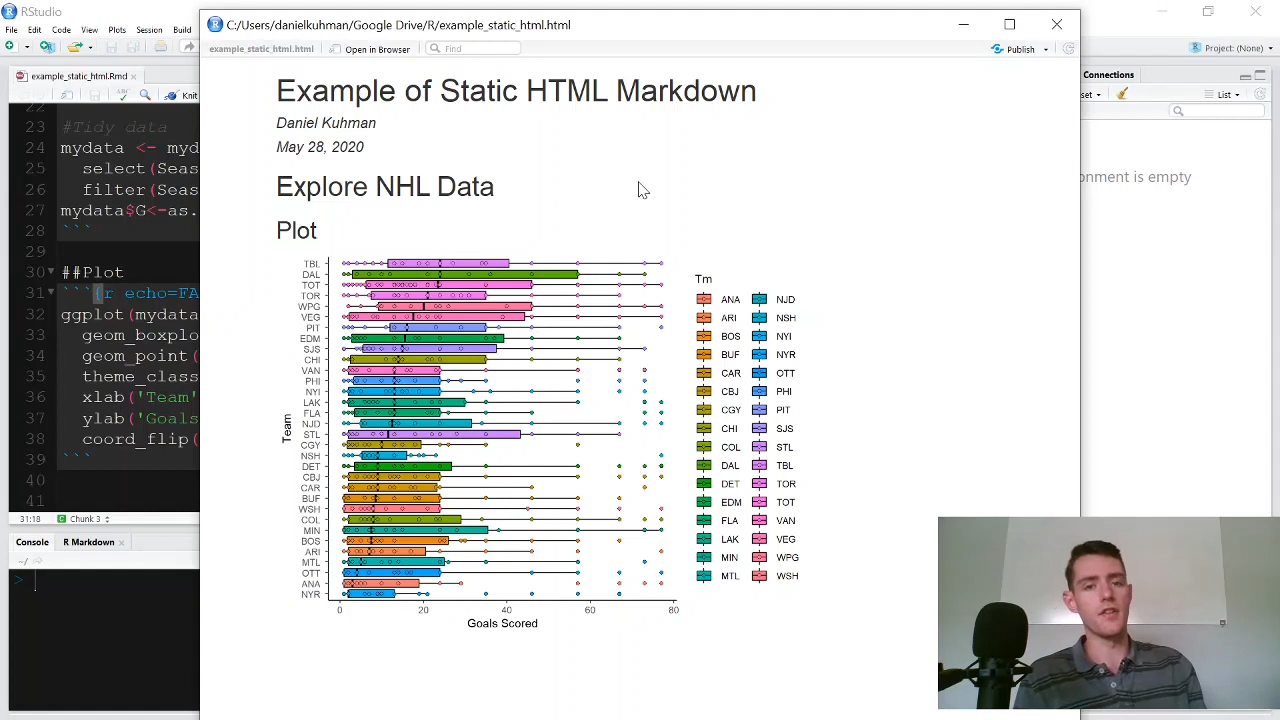 RStudio
File
Edit
Code
View
Plots
Session
Build
Project: (None)
C:/Users/danielkuhman/Google Drive/R/example_static_html.html
example_static_html.html
Open in Browser
Find
Publish
example_static_html.Rmd
Knit
Connections
List
22
23 #Tidy data
24 mydata <- myd
25 select(Seas
26 filter(Seas
27 mydata$G<-as.
28 ```
29
30 ##Plot
31 ```{r echo=FA
32 ggplot(mydata
33 geom_boxplo
34 geom_point(
35 theme_class
36 xlab('Team'
37 ylab('Goals
38 coord_flip(
39 ```
40
41
31:18
Chunk 3
Console
R Markdown
~/
>
Example of Static HTML Markdown
Daniel Kuhman
May 28, 2020
Explore NHL Data
Plot
TBL
DAL
TOT
TOR
WPG
VEG
PIT
EDM
SJS
CHI
VAN
PHI
NYI
LAK
FLA
NJD
STL
CGY
NSH
DET
CBJ
CAR
BUF
WSH
COL
MIN
BOS
ARI
MTL
OTT
ANA
NYR
Team
0 20 40 60 80
Goals Scored
Tm
ANA NJD
ARI NSH
BOS NYI
BUF NYR
CAR OTT
CBJ PHI
CGY PIT
CHI SJS
COL STL
DAL TBL
DET TOR
EDM TOT
FLA VAN
LAK VEG
MIN WPG
MTL WSH
nment is empty
set